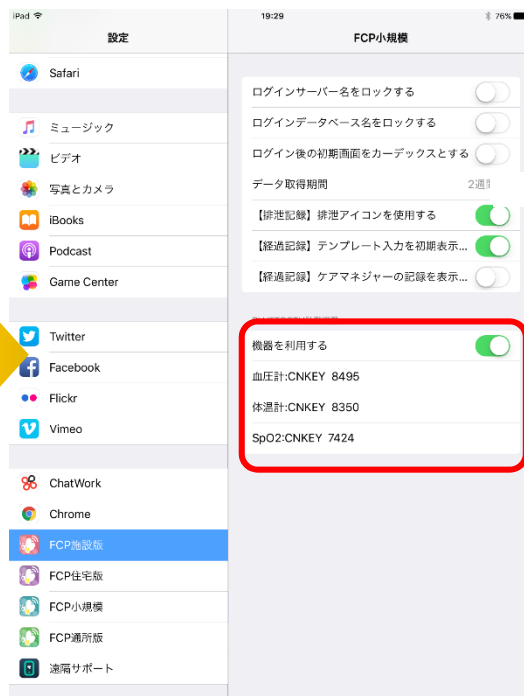 iPad 19:29 76%
設定
FCP小規模
Safari
ミュージック
ビデオ
写真とカメラ
iBooks
Podcast
Game Center
Twitter
Facebook
Flickr
Vimeo
ChatWork
Chrome
FCP施設版
FCP住宅版
FCP小規模
FCP通所版
遠隔サポート
ログインサーバー名をロックする
ログインデータベース名をロックする
ログイン後の初期画面をカーデックスとする
データ取得期間 2週
【排泄記録】排泄アイコンを使用する
【経過記録】テンプレート入力を初期表示...
【経過記録】ケアマネジャーの記録を表示...
機器を利用する
血圧計:CNKEY 8495
体温計:CNKEY 8350
SpO2:CNKEY 7424